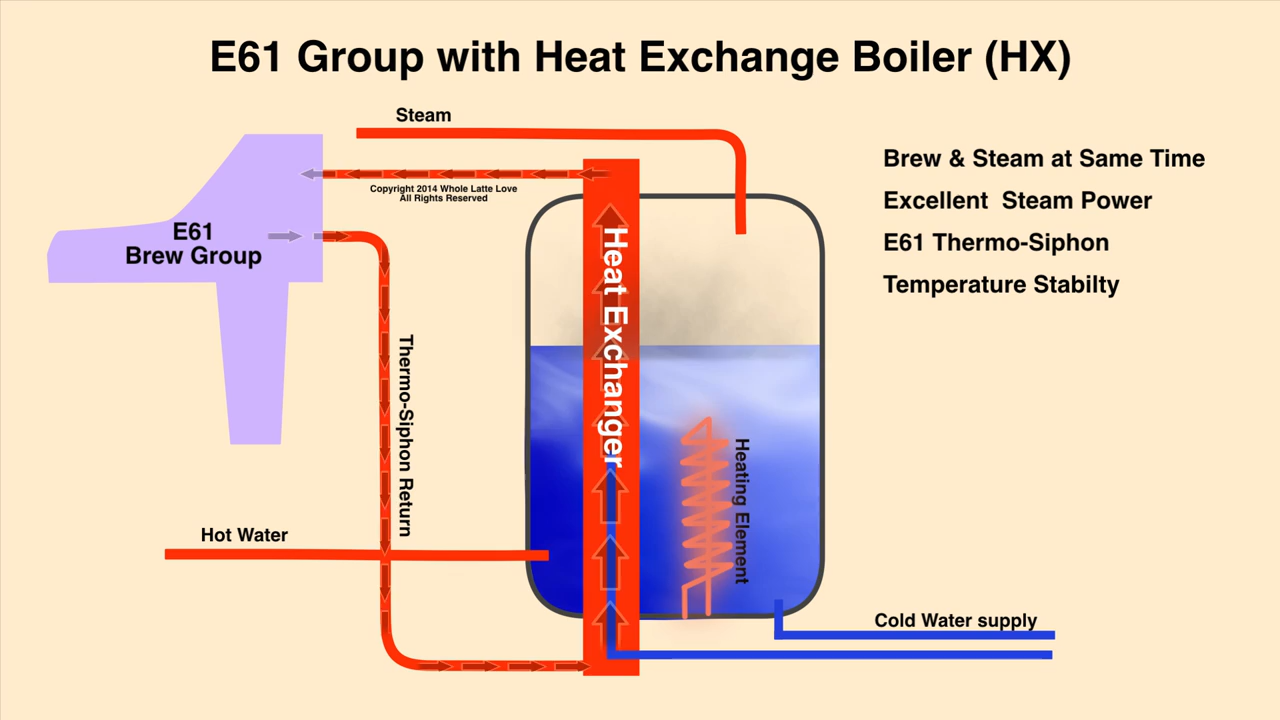 E61 Group with Heat Exchange Boiler (HX)
Steam
Copyright 2014 Whole Latte Love
All Rights Reserved
Brew & Steam at Same Time
Excellent  Steam Power
E61 Thermo-Siphon
Temperature Stabilty
E61
Brew Group
Heat Exchanger
Thermo-Siphon Return
Heating Element
Hot Water
Cold Water supply